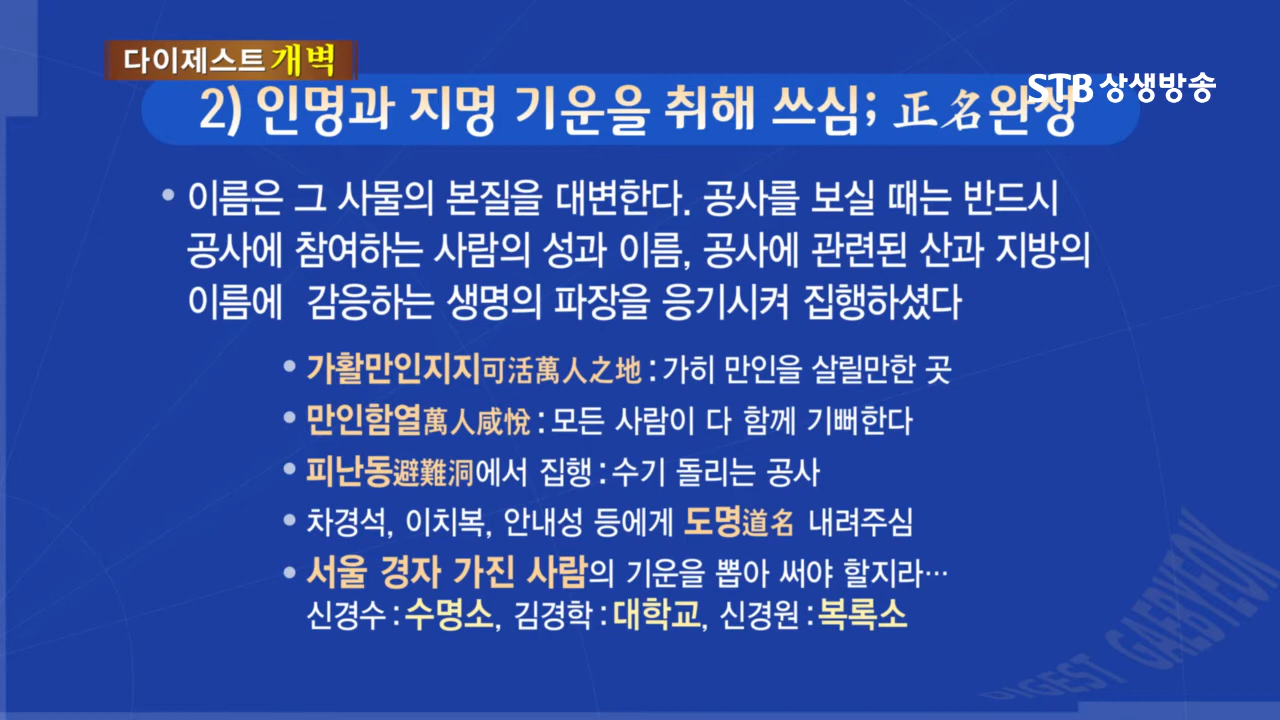 다이제스트개벽
STB 상생방송
2) 인명과 지명 기운을 취해 쓰심; 正名완성
• 이름은 그 사물의 본질을 대변한다. 공사를 보실 때는 반드시
공사에 참여하는 사람의 성과 이름, 공사에 관련된 산과 지방의
이름에 감응하는 생명의 파장을 응기시켜 집행하셨다
• 가활만인지지可活萬人之地 : 가히 만인을 살릴만한 곳
• 만인함열萬人咸悅 : 모든 사람이 다 함께 기뻐한다
• 피난동避難洞에서 집행 : 수기 돌리는 공사
• 차경석, 이치복, 안내성 등에게 도명道名 내려주심
• 서울 경자 가진 사람의 기운을 뽑아 써야 할지라…
신경수 : 수명소, 김경학 : 대학교, 신경원 : 복록소
DIGEST GAEBYEOK